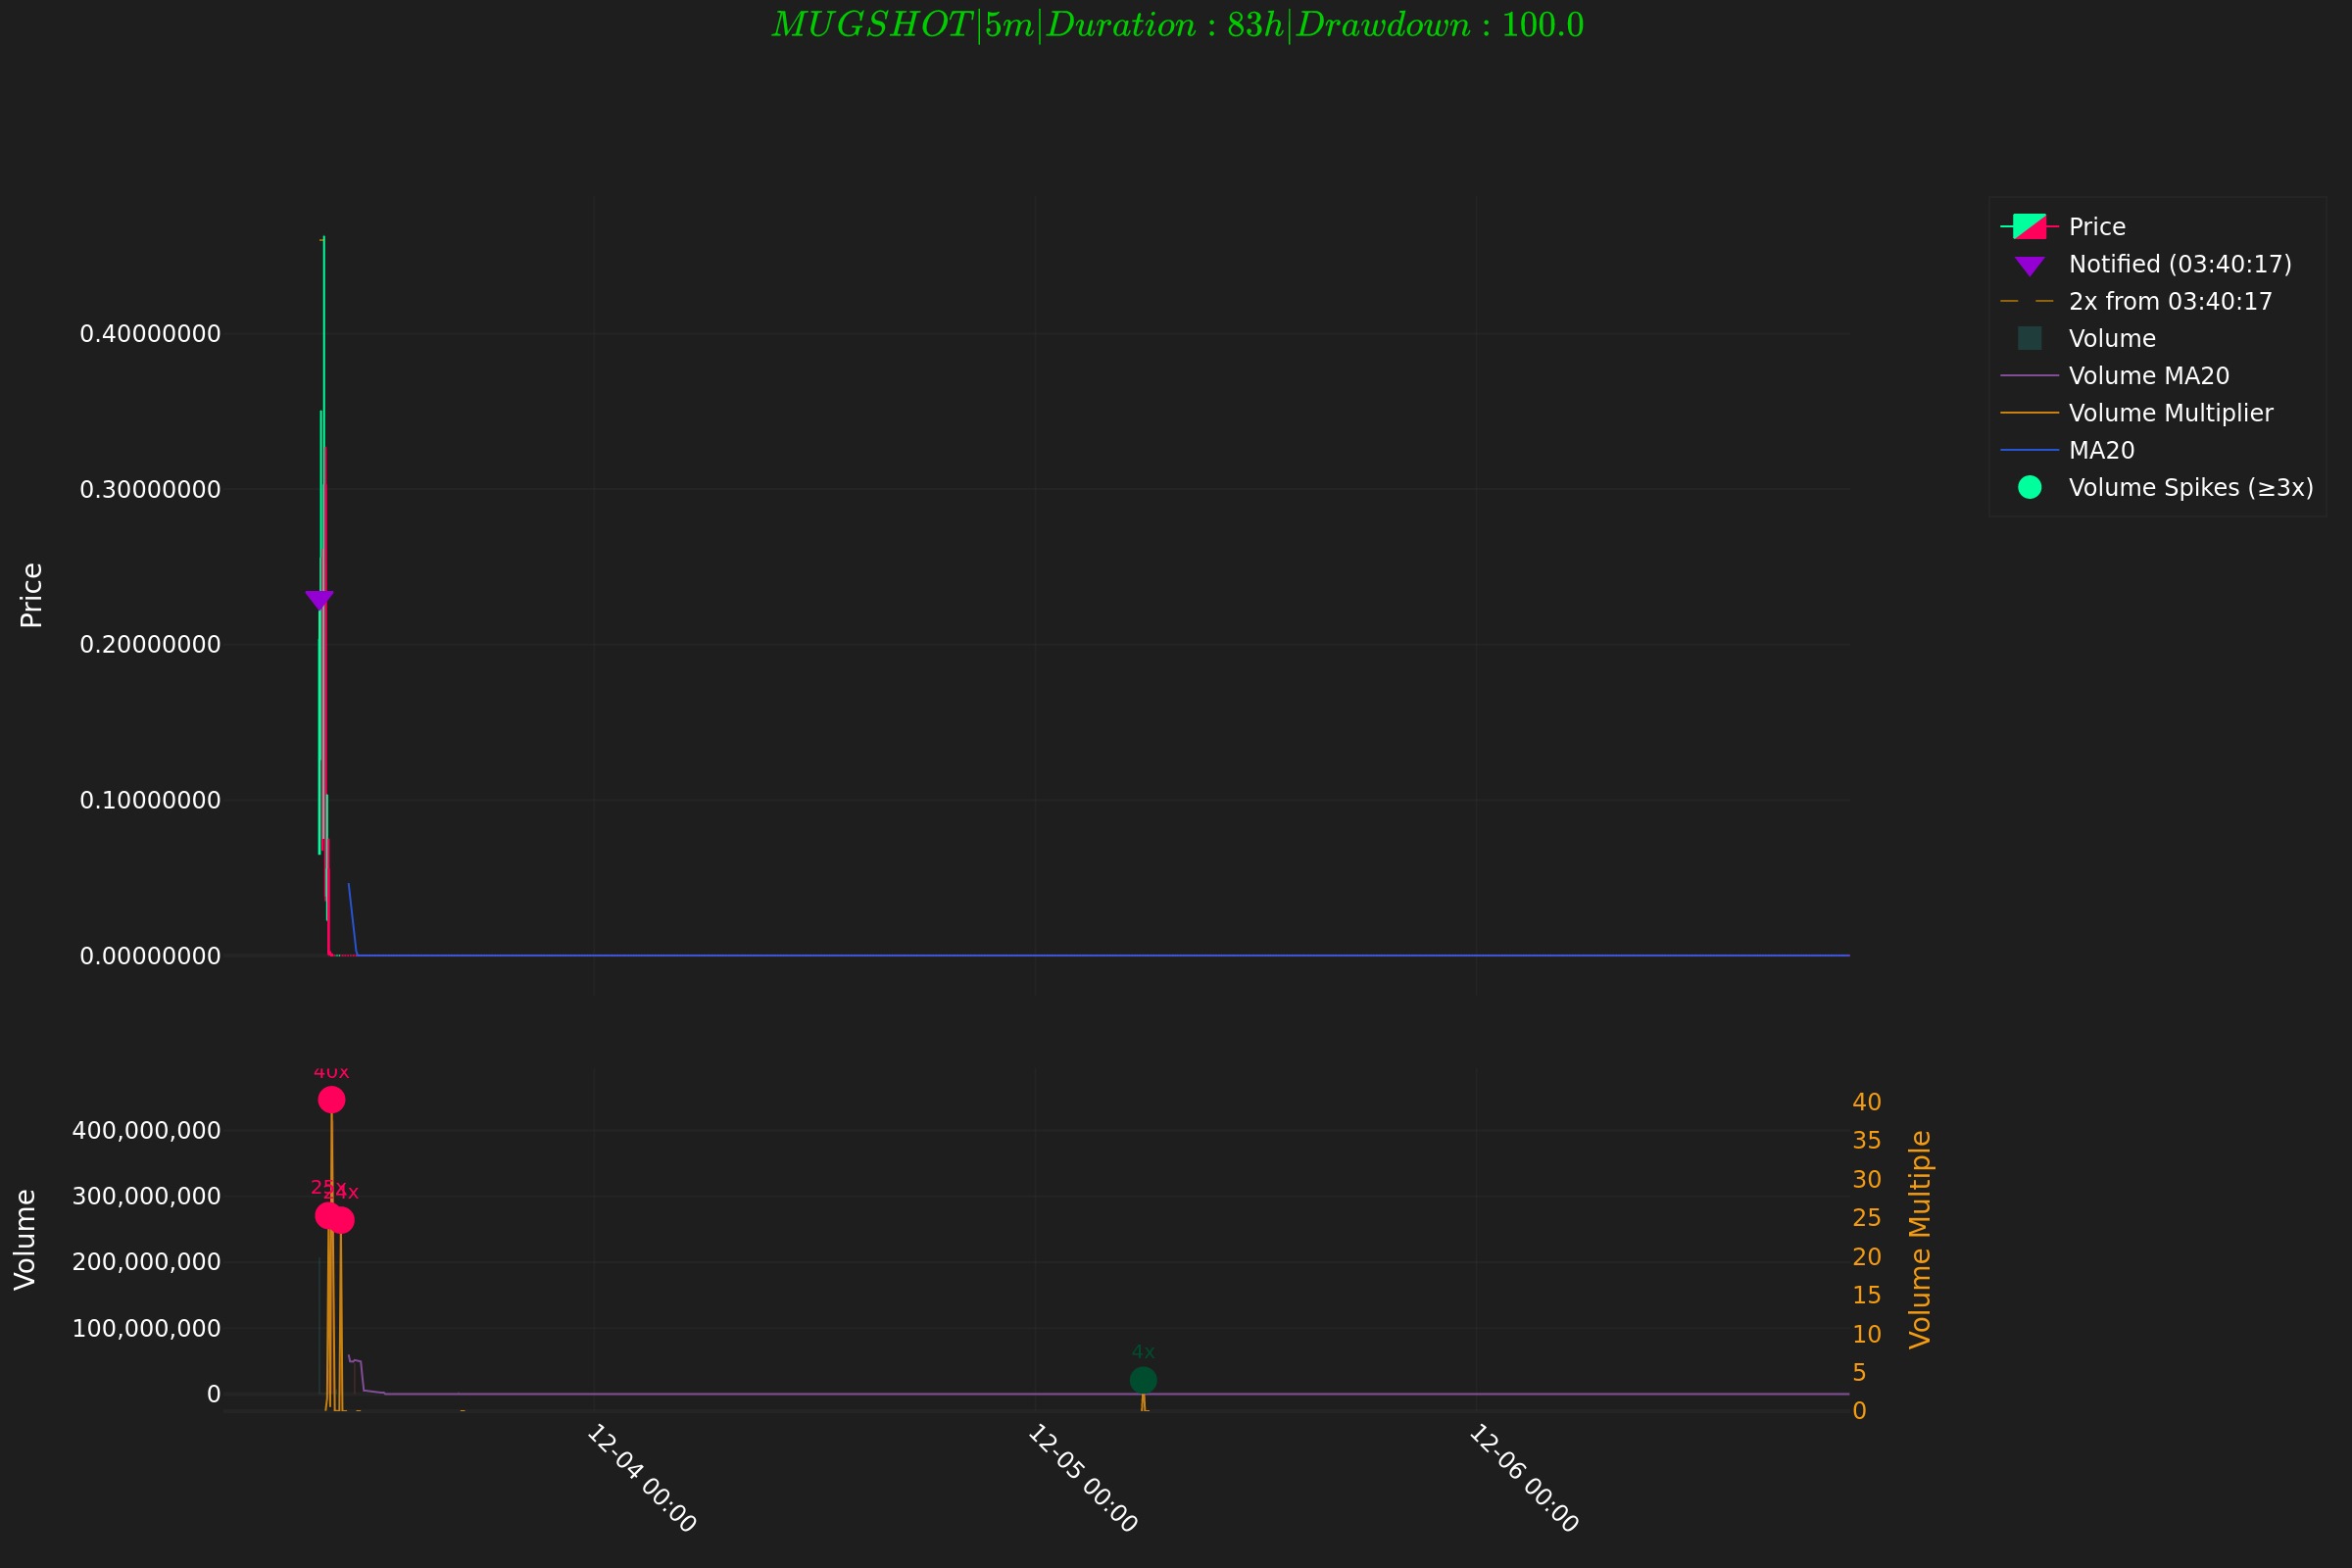 MUGSHOT|5m|Duration : 83h|Drawdown : 100.0
Price
Notified (03:40:17)
2x from 03:40:17
Volume
Volume MA20
Volume Multiplier
MA20
Volume Spikes (≥3x)
0.40000000
0.30000000
0.20000000
0.10000000
0.00000000
Price
40x
25x
24x
4x
400,000,000
300,000,000
200,000,000
100,000,000
0
Volume
40
35
30
25
20
15
10
5
0
Volume Multiple
12-04 00:00
12-05 00:00
12-06 00:00